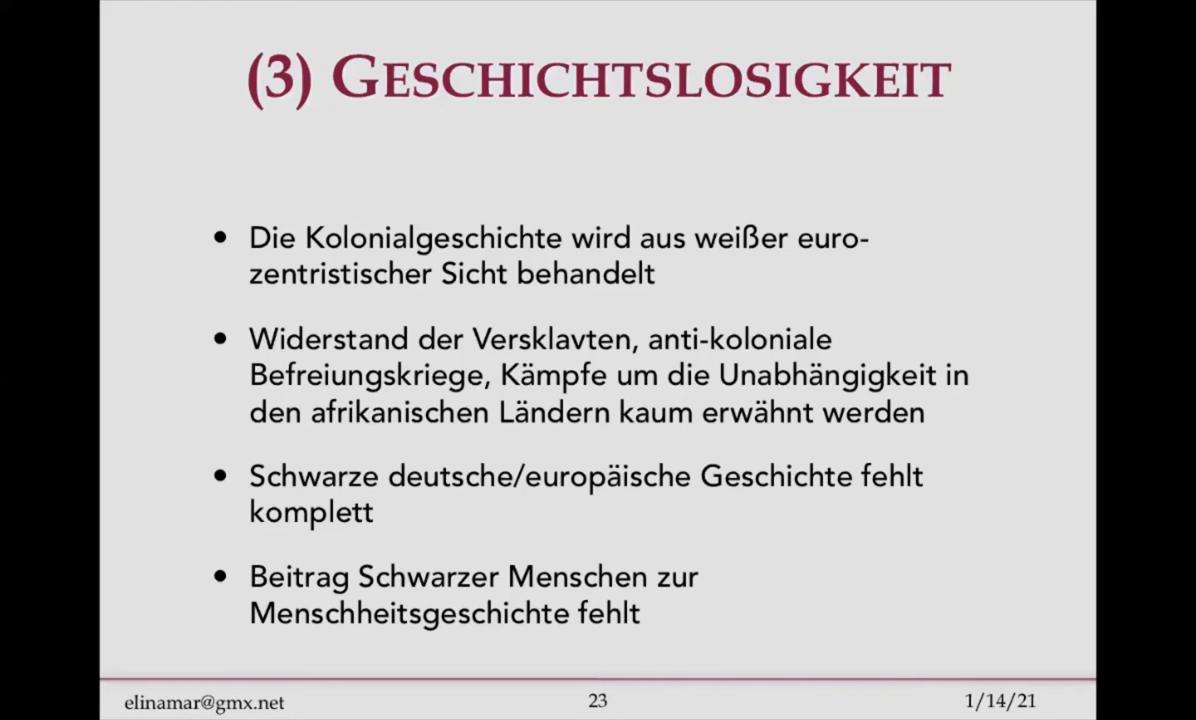 (3) GESCHICHTSLOSIGKEIT
• Die Kolonialgeschichte wird aus weißer euro-
zentristischer Sicht behandelt
• Widerstand der Versklavten, anti-koloniale
Befreiungskriege, Kämpfe um die Unabhängigkeit in
den afrikanischen Ländern kaum erwähnt werden
• Schwarze deutsche/europäische Geschichte fehlt
komplett
• Beitrag Schwarzer Menschen zur
Menschheitsgeschichte fehlt
elinamar@gmx.net 23 1/14/21